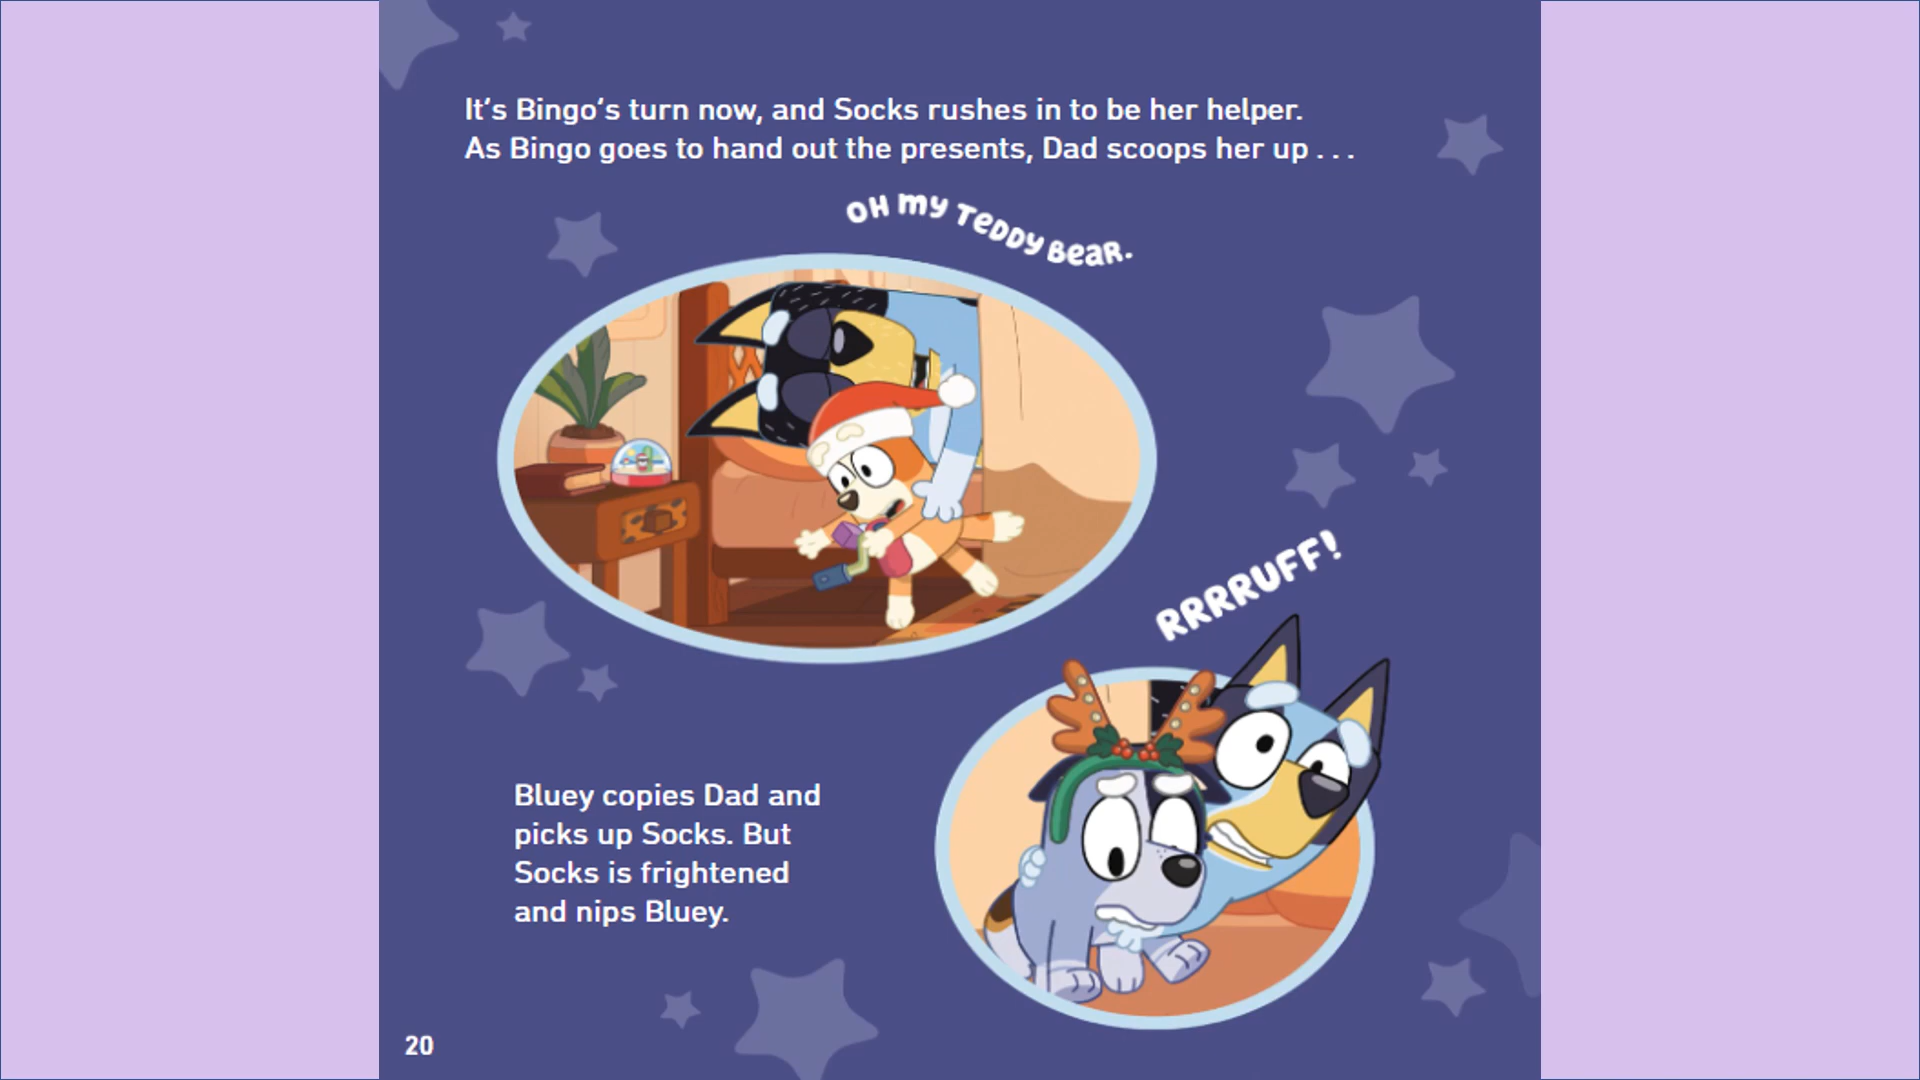 It's Bingo's turn now, and Socks rushes in to be her helper.
As Bingo goes to hand out the presents, Dad scoops her up . . .
OH my TeDDy BeaR.
RRRRUFF!
Bluey copies Dad and
picks up Socks. But
Socks is frightened
and nips Bluey.
20